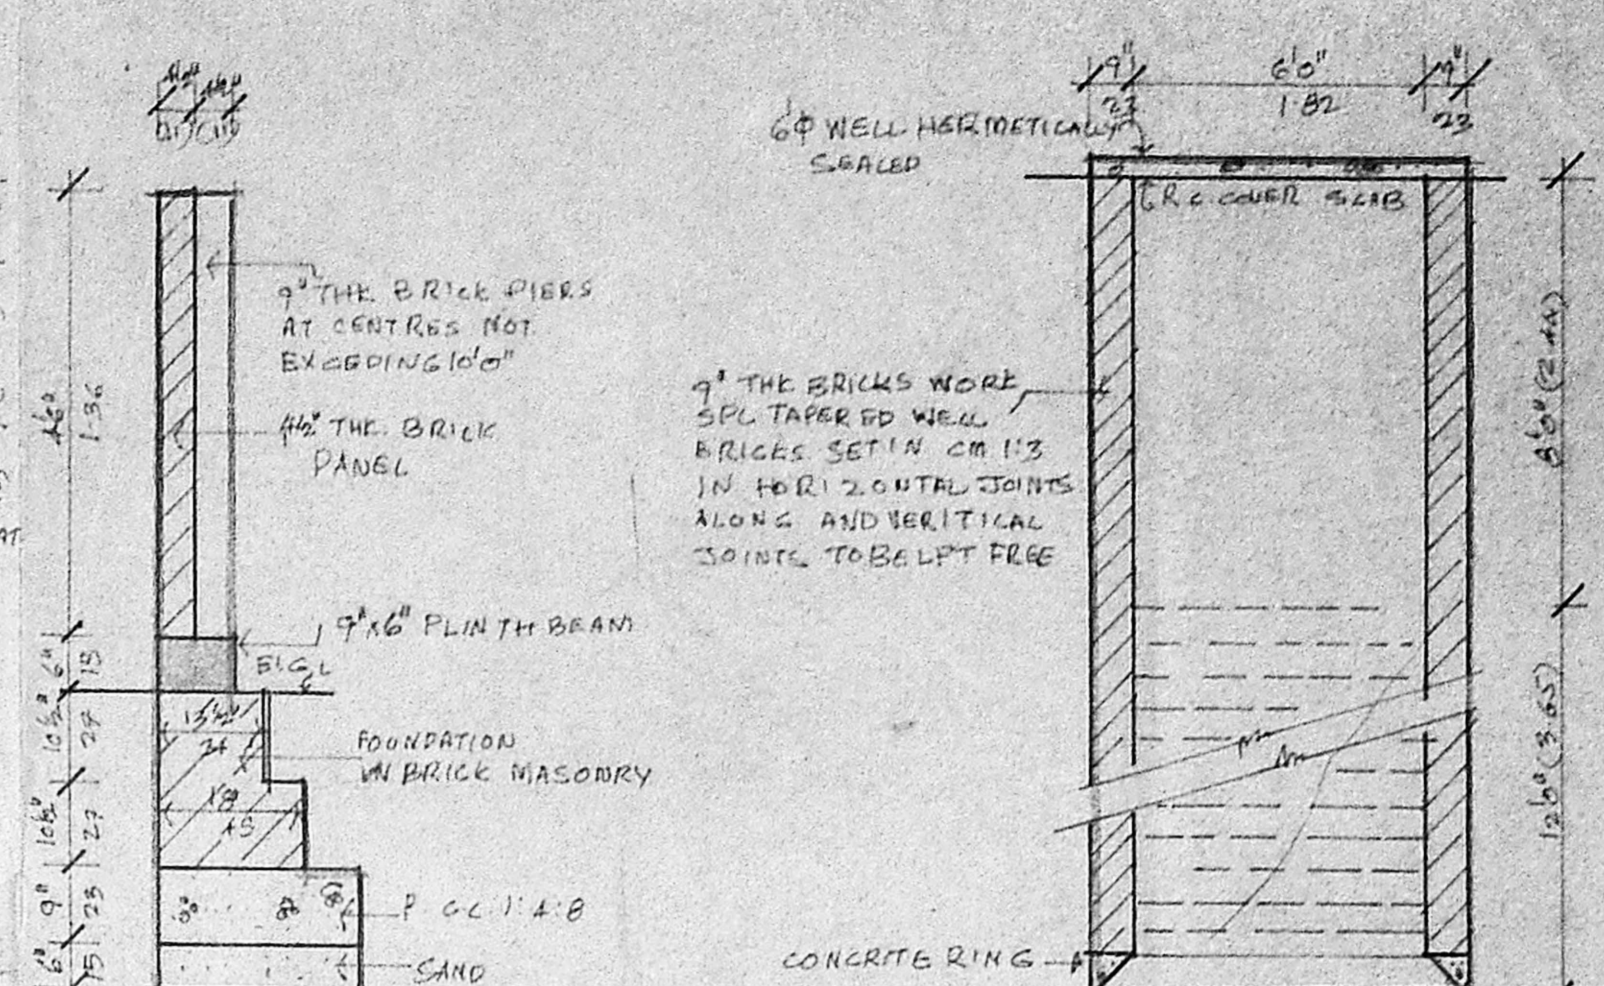 4½"
4½"
(11)
(11)
4'6"
1·36
9" THK. BRICK PIERS
AT CENTRES NOT
EXCEDING 10'0"
4½" THK. BRICK
PANEL
9"x6" PLINTH BEAM
E.G.L
6"
15
10½"
27
13½"
FOUNDATION
IN BRICK MASONRY
18"
45
10½"
27
9"
23
P.C.C. 1:4:8
6"
15
SAND
AT
9"
23
6'0"
1·82
9"
23
6'Φ WELL HERMETICALLY
SEALED
R.C. COVER SLAB
9" THK BRICKS WORK
SPL TAPERED WELL
BRICKS SET IN CM 1:3
IN HORIZONTAL JOINTS
ALONG AND VERITICAL
JOINTS TO BE LEFT FREE
8'0" (2.44)
12'0" (3.65)
CONCRITE RING